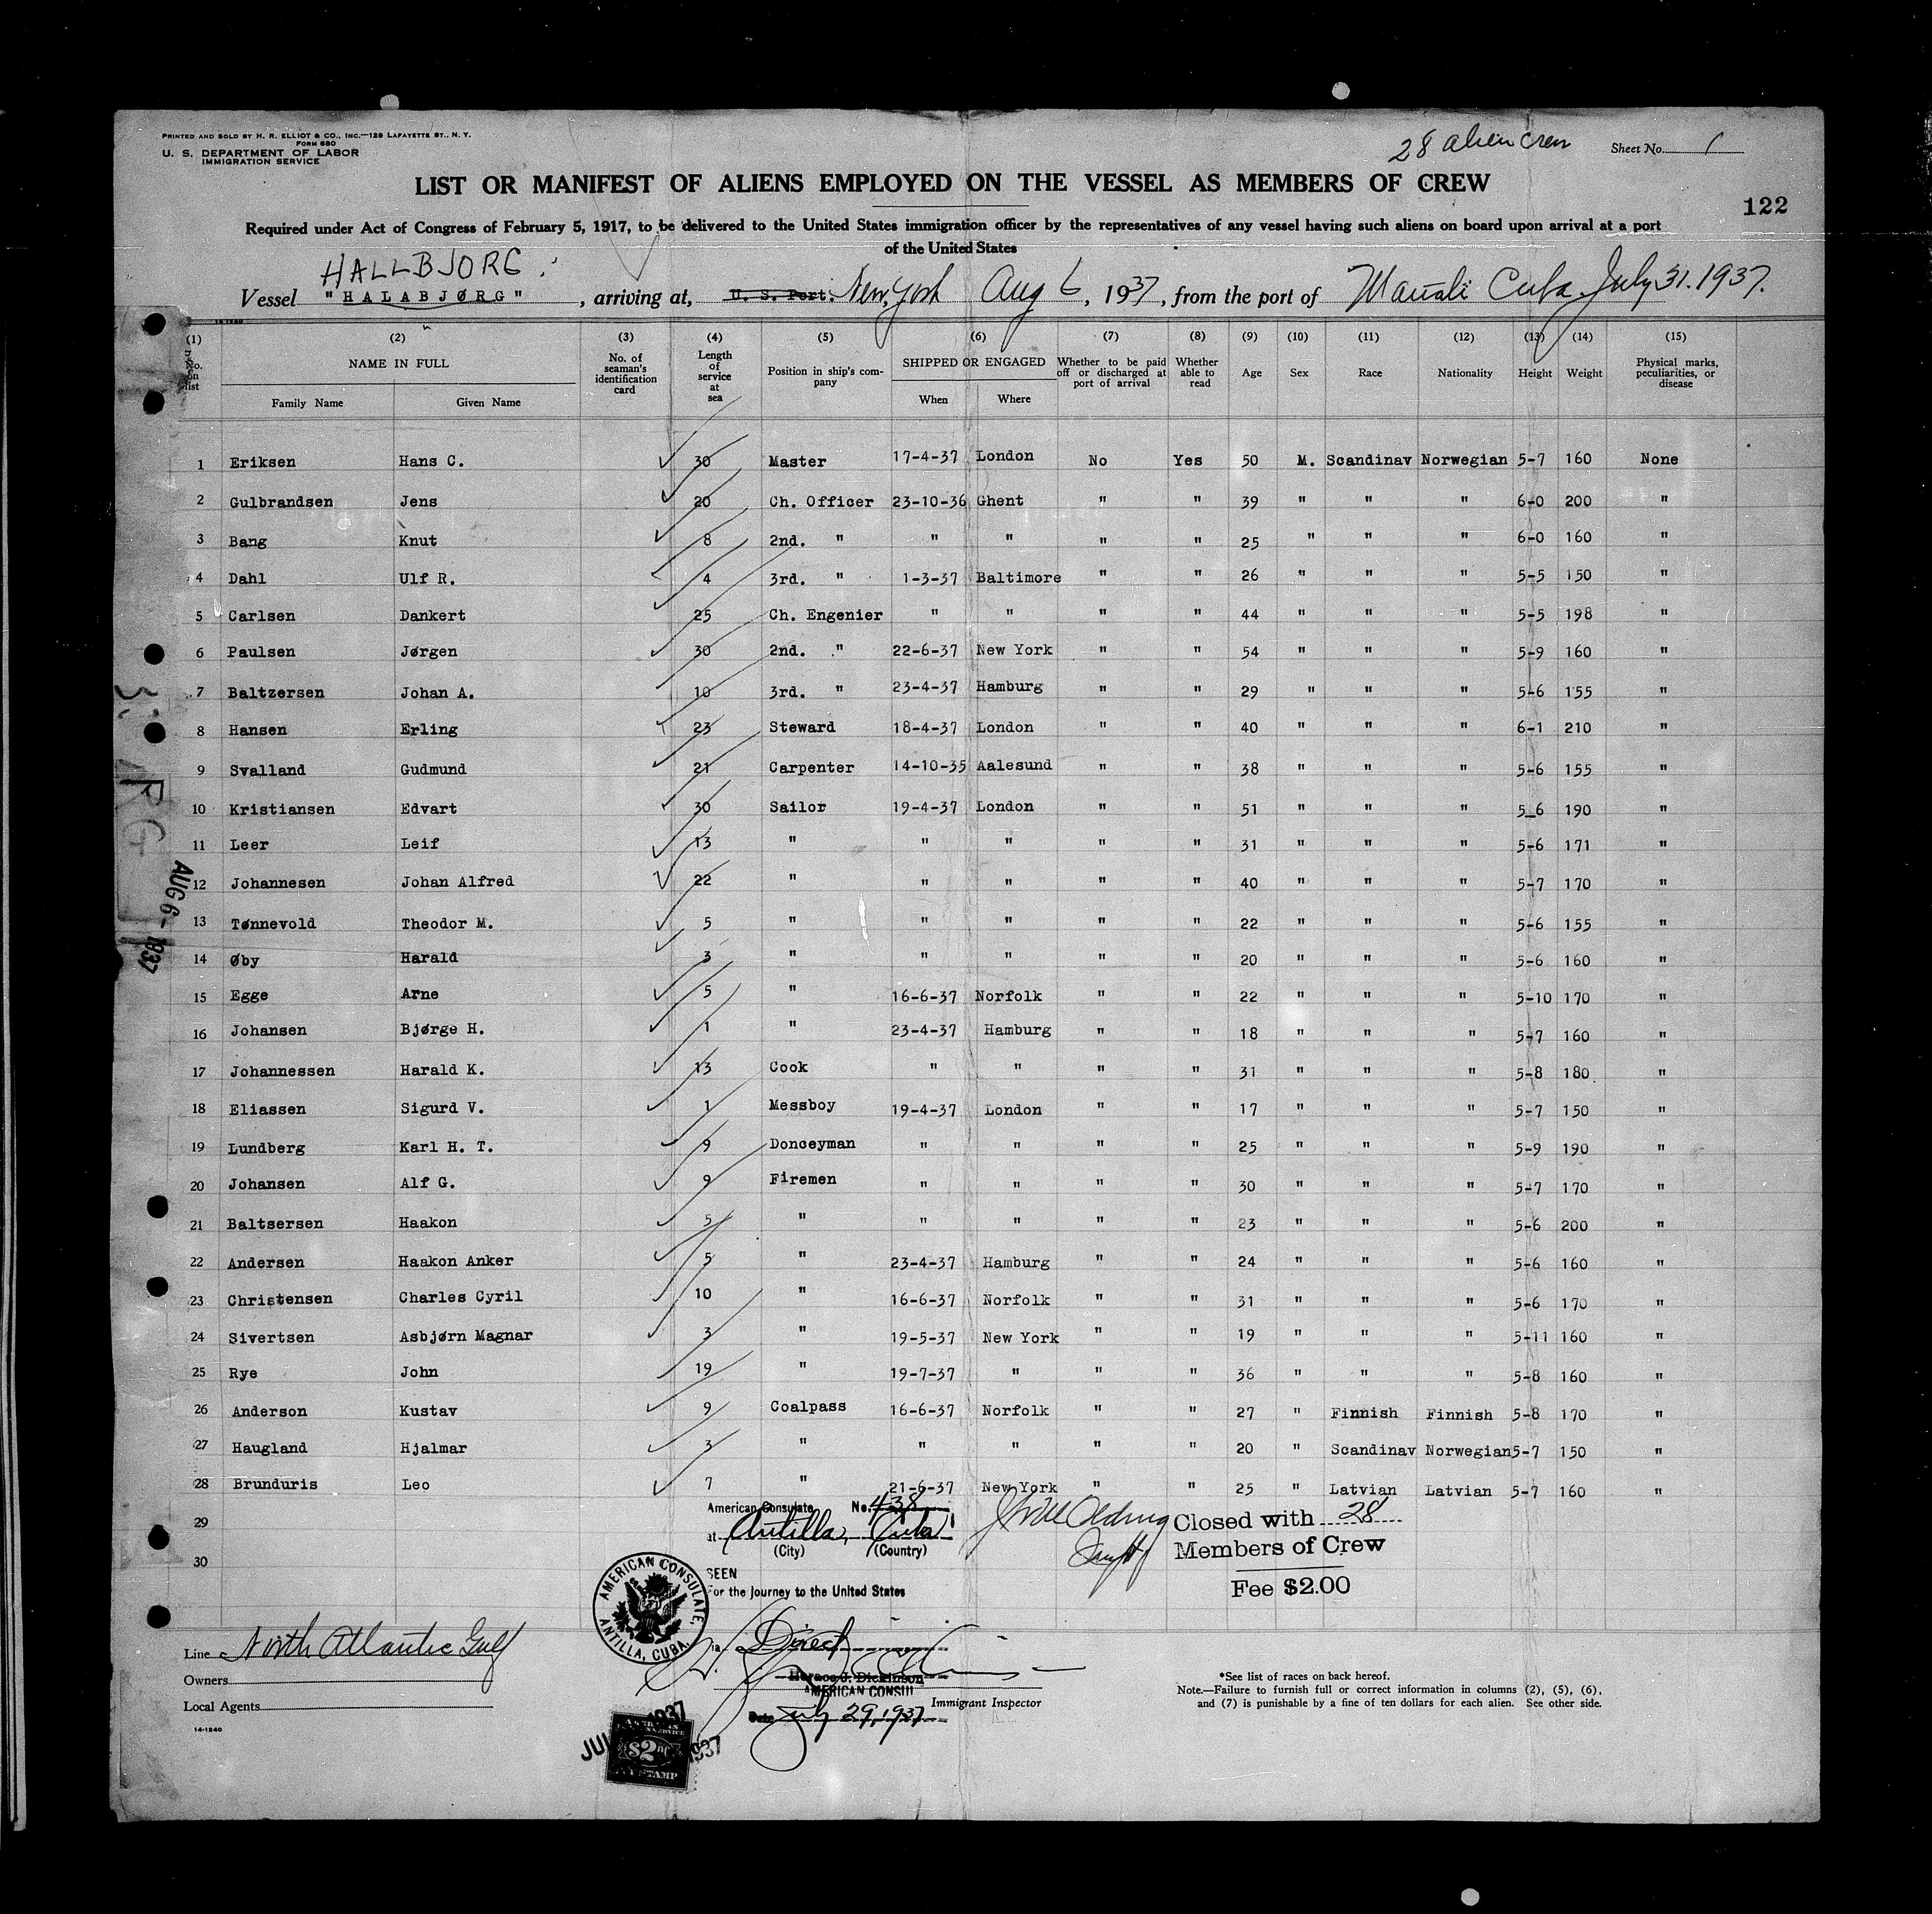 PRINTED AND SOLD BY H. R. ELLIOT & CO., INC.—129 LAFAYETTE ST., N. Y.
FORM 680
U. S. DEPARTMENT OF LABOR
IMMIGRATION SERVICE
28 alien crew
Sheet No. 1
LIST OR MANIFEST OF ALIENS EMPLOYED ON THE VESSEL AS MEMBERS OF CREW
122
Required under Act of Congress of February 5, 1917, to be delivered to the United States immigration officer by the representatives of any vessel having such aliens on board upon arrival at a port
of the United States
HALLBJORG
Vessel "HALABJØRG", arriving at, U. S. Port. New York Aug 6, 1937, from the port of Manati Cuba July 31. 1937.
(1) (2) (3) (4) (5) (6) (7) (8) (9) (10) (11) (12) (13) (14) (15)
No. on list NAME IN FULL Family Name Given Name No. of seaman's identification card Length of service at sea Position in ship's company SHIPPED OR ENGAGED When Where Whether to be paid off or discharged at port of arrival Whether able to read Age Sex Race Nationality Height Weight Physical marks, peculiarities, or disease
1 Eriksen Hans C. 30 Master 17-4-37 London No Yes 50 M. Scandinav Norwegian 5-7 160 None
2 Gulbrandsen Jens 20 Ch. Officer 23-10-36 Ghent " " 39 " " " 6-0 200 "
3 Bang Knut 8 2nd. " " " " " 25 " " " 6-0 160 "
4 Dahl Ulf R. 4 3rd. " 1-3-37 Baltimore " " 26 " " " 5-5 150 "
5 Carlsen Dankert 25 Ch. Engenier " " " " 44 " " " 5-5 198 "
6 Paulsen Jørgen 30 2nd. " 22-6-37 New York " " 54 " " " 5-9 160 "
7 Baltzersen Johan A. 10 3rd. " 23-4-37 Hamburg " " 29 " " " 5-6 155 "
8 Hansen Erling 23 Steward 18-4-37 London " " 40 " " " 6-1 210 "
9 Svalland Gudmund 21 Carpenter 14-10-35 Aalesund " " 38 " " " 5-6 155 "
10 Kristiansen Edvart 30 Sailor 19-4-37 London " " 51 " " " 5_6 190 "
11 Leer Leif 13 " " " " " 31 " " " 5-6 171 "
12 Johannesen Johan Alfred 22 " " " " " 40 " " " 5-7 170 "
13 Tønnevold Theodor M. 5 " " " " " 22 " " " 5-6 155 "
14 Øby Harald 3 " " " " " 20 " " " 5-6 160 "
15 Egge Arne 5 " 16-6-37 Norfolk " " 22 " " " 5-10 170 "
16 Johansen Bjørge H. 1 " 23-4-37 Hamburg " " 18 " " " 5-7 160 "
17 Johannessen Harald K. 13 Cook " " " " 31 " " " 5-8 180 "
18 Eliassen Sigurd V. 1 Messboy 19-4-37 London " " 17 " " " 5-7 150 "
19 Lundberg Karl H. T. 9 Donceyman " " " " 25 " " " 5-9 190 "
20 Johansen Alf G. 9 Firemen " " " " 30 " " " 5-7 170 "
21 Baltsersen Haakon 5 " " " " " 23 " " " 5-6 200 "
22 Andersen Haakon Anker 5 " 23-4-37 Hamburg " " 24 " " " 5-6 160 "
23 Christensen Charles Cyril 10 " 16-6-37 Norfolk " " 31 " " " 5-6 170 "
24 Sivertsen Asbjørn Magnar 3 " 19-5-37 New York " " 19 " " " 5-11 160 "
25 Rye John 19 " 19-7-37 " " " 36 " " " 5-8 160 "
26 Anderson Kustav 9 Coalpass 16-6-37 Norfolk " " 27 " Finnish Finnish 5-8 170 "
27 Haugland Hjalmar 3 " " " " " 20 " Scandinav Norwegian 5-7 150 "
28 Brunduris Leo 7 " 21-6-37 New York " " 25 " Latvian Latvian 5-7 160 "
29
30
AUG 6- 1937
American Consulate No. 438
at Antilla, Cuba
(City) (Country)
SEEN
For the journey to the United States
Direct
Horace J. Dickinson
AMERICAN CONSUL
Date July 29, 1937
AMERICAN CONSULATE, ANTILLA, CUBA.
Closed with 28
Members of Crew
Fee $2.00
Line North Atlantic Gulf
Owners
Local Agents
14-1240
Immigrant Inspector
*See list of races on back hereof.
Note.—Failure to furnish full or correct information in columns (2), (5), (6),
and (7) is punishable by a fine of ten dollars for each alien. See other side.
$2.00
STAMP